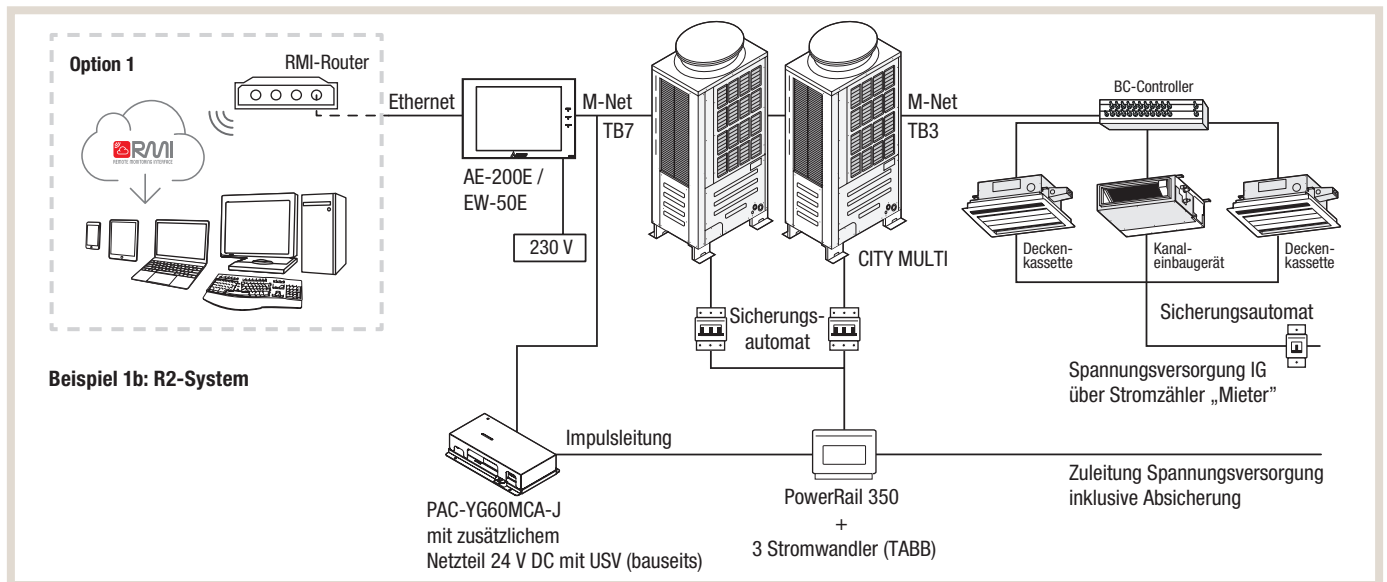 Option 1
RMI-Router
RMI
REMOTE MONITORING INTERFACE
Ethernet
AE-200E /
EW-50E
230 V
M-Net
TB7
M-Net
TB3
CITY MULTI
BC-Controller
Decken-
kassette
Kanal-
einbaugerät
Decken-
kassette
Sicherungs-
automat
Sicherungsautomat
Spannungsversorgung IG
über Stromzähler „Mieter”
Beispiel 1b: R2-System
Impulsleitung
PAC-YG60MCA-J
mit zusätzlichem
Netzteil 24 V DC mit USV (bauseits)
PowerRail 350
+
3 Stromwandler (TABB)
Zuleitung Spannungsversorgung
inklusive Absicherung